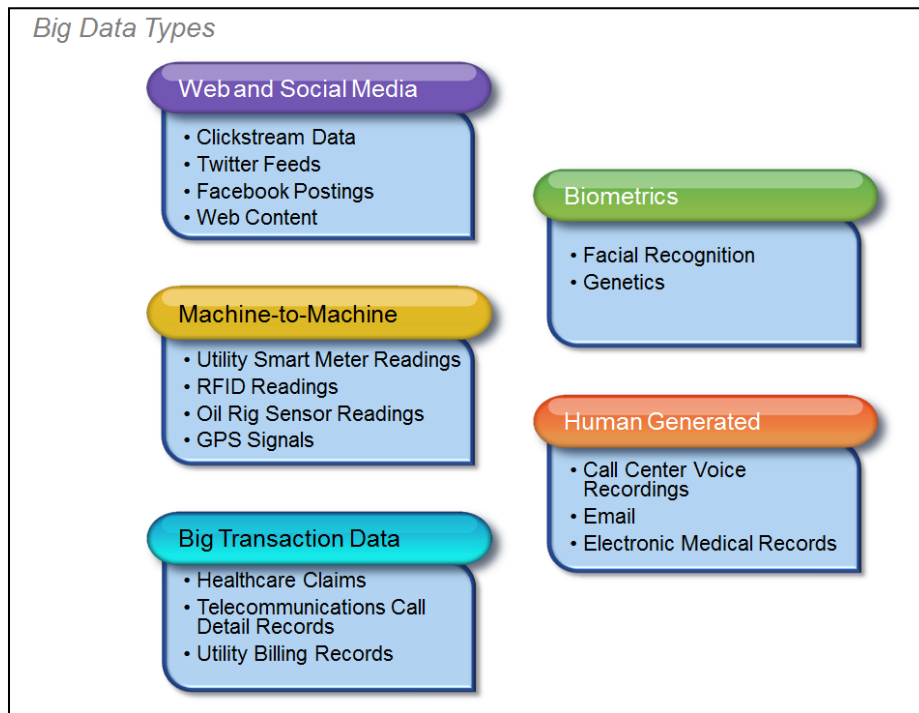 Big Data Types
Web and Social Media
• Clickstream Data
• Twitter Feeds
• Facebook Postings
• Web Content
Machine-to-Machine
• Utility Smart Meter Readings
• RFID Readings
• Oil Rig Sensor Readings
• GPS Signals
Big Transaction Data
• Healthcare Claims
• Telecommunications Call
Detail Records
• Utility Billing Records
Biometrics
• Facial Recognition
• Genetics
Human Generated
• Call Center Voice
Recordings
• Email
• Electronic Medical Records